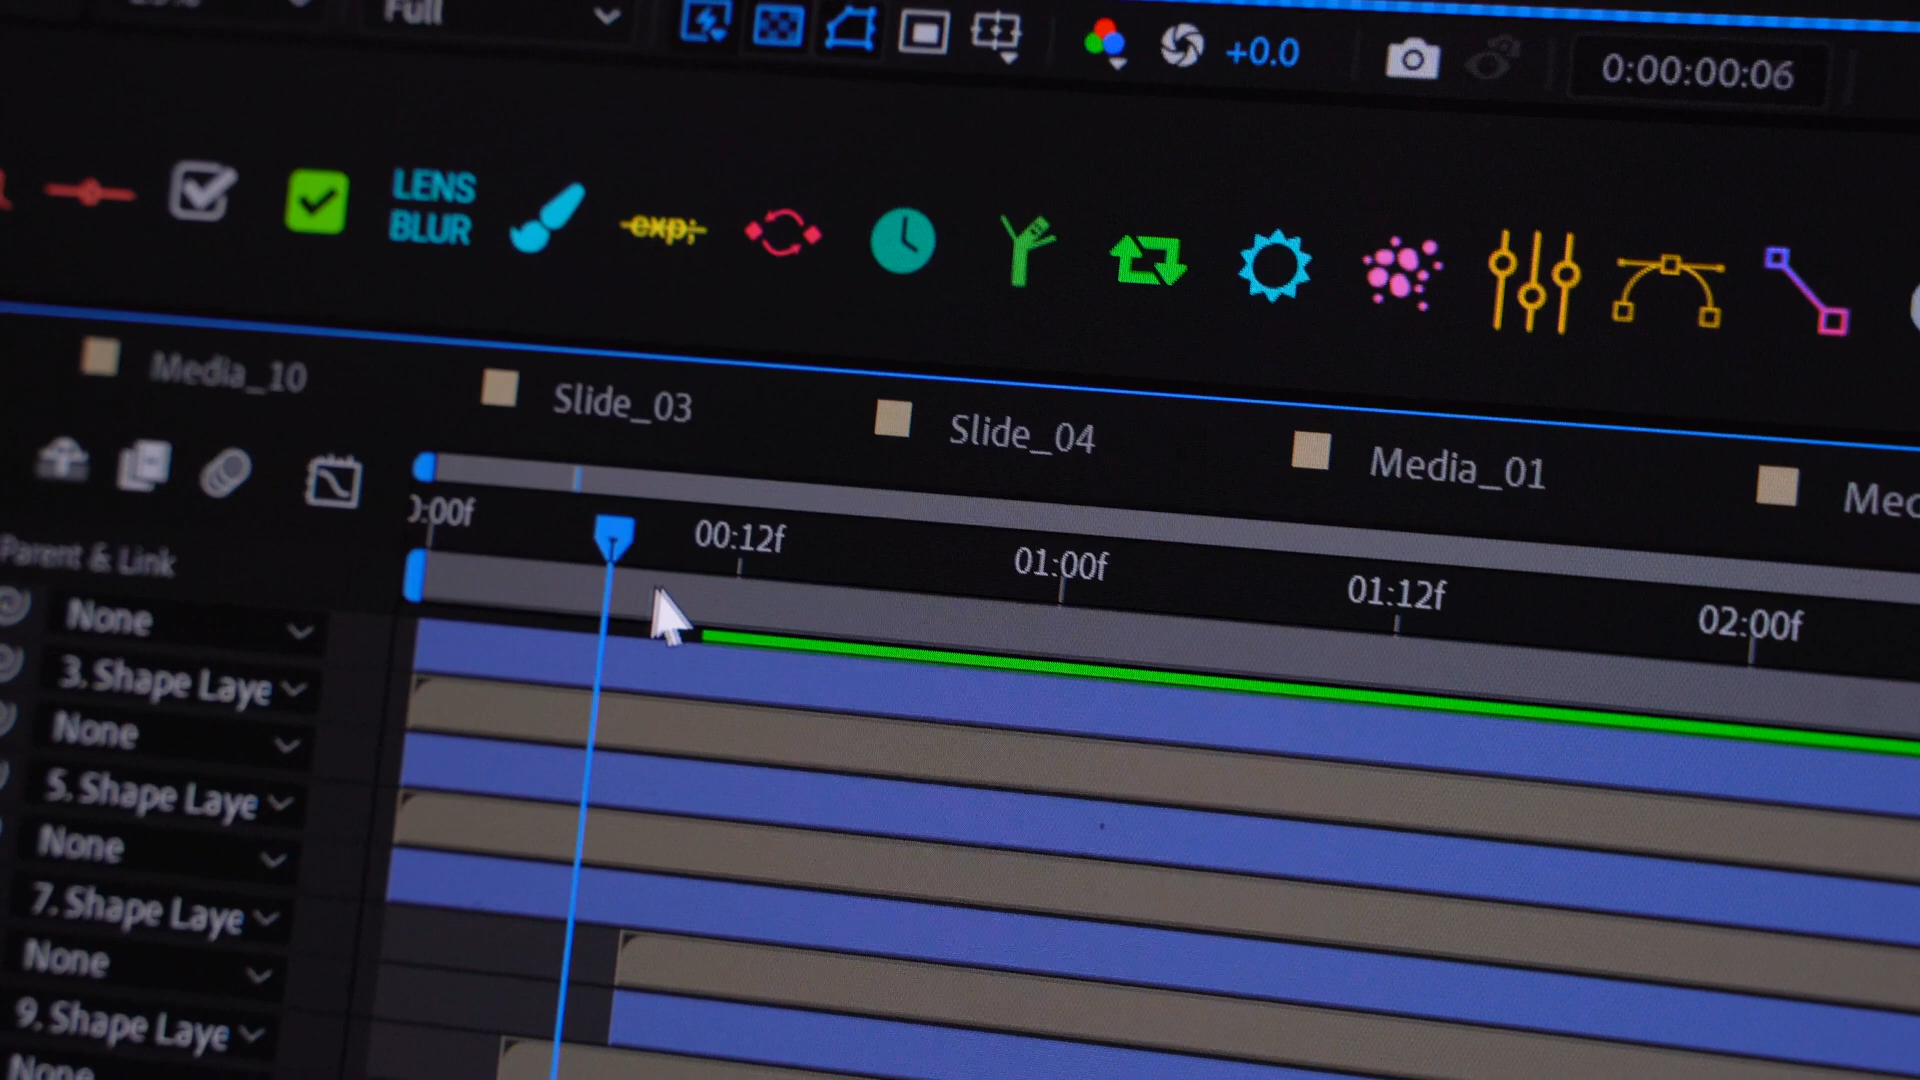 Full
+0.0
0:00:00:06
LENS
BLUR
exp;
Media_10
Slide_03
Slide_04
Media_01
00:12f
01:00f
01:12f
02:00f
Parent & Link
None
3. Shape Laye
None
5. Shape Laye
None
7. Shape Laye
None
9. Shape Laye
None